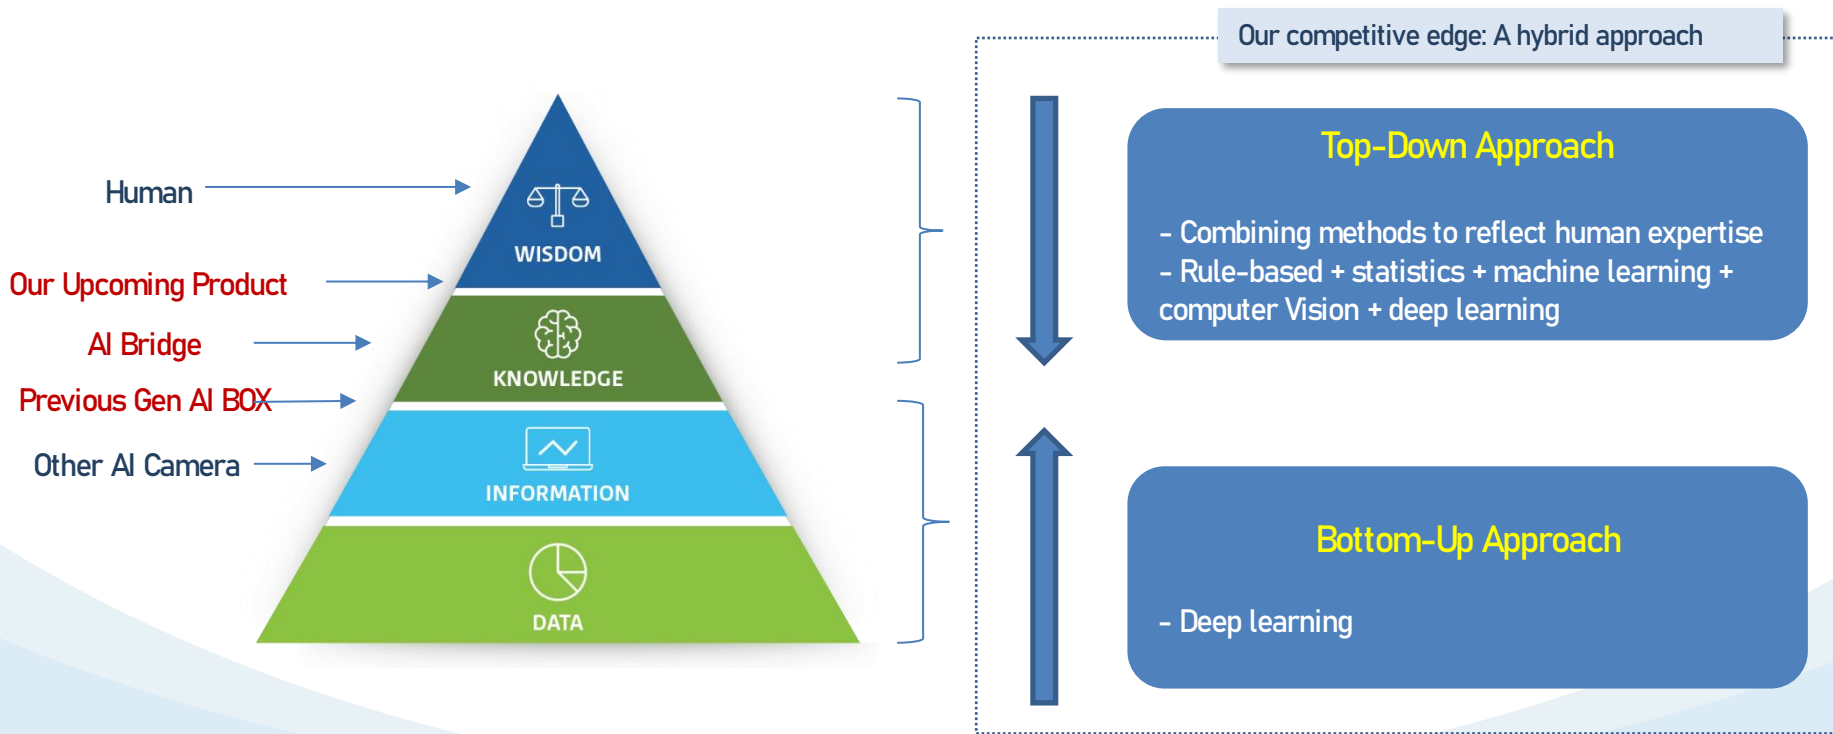 Our competitive edge: A hybrid approach
Human
Our Upcoming Product
AI Bridge
Previous Gen AI BOX
Other AI Camera
WISDOM
KNOWLEDGE
INFORMATION
DATA
Top-Down Approach
- Combining methods to reflect human expertise
- Rule-based + statistics + machine learning +
computer Vision + deep learning
Bottom-Up Approach
- Deep learning